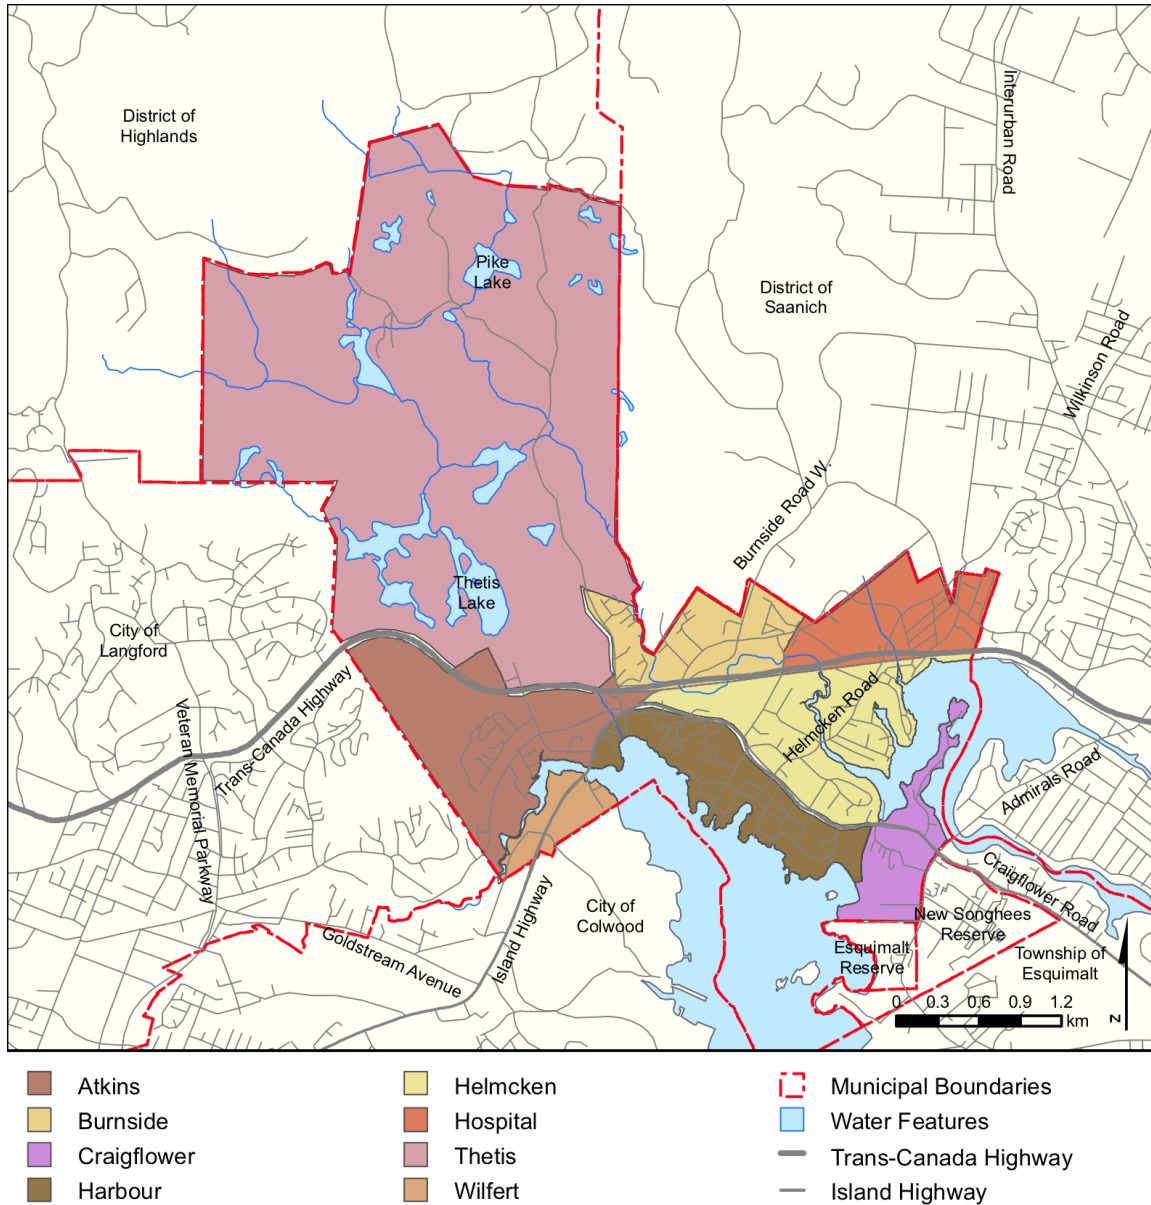 District of
Highlands
Interurban Road
Pike
Lake
District of
Saanich
Wilkinson Road
Burnside Road W.
Thetis
Lake
City of
Langford
Trans-Canada Highway
Veteran Memorial Parkway
Helmcken Road
Admirals Road
Craigflower Road
City of
Colwood
New Songhees
Reserve
Esquimalt
Reserve
Township of
Esquimalt
Goldstream Avenue
Island Highway
0 0.3 0.6 0.9 1.2
km
N
Atkins
Burnside
Craigflower
Harbour
Helmcken
Hospital
Thetis
Wilfert
Municipal Boundaries
Water Features
Trans-Canada Highway
Island Highway